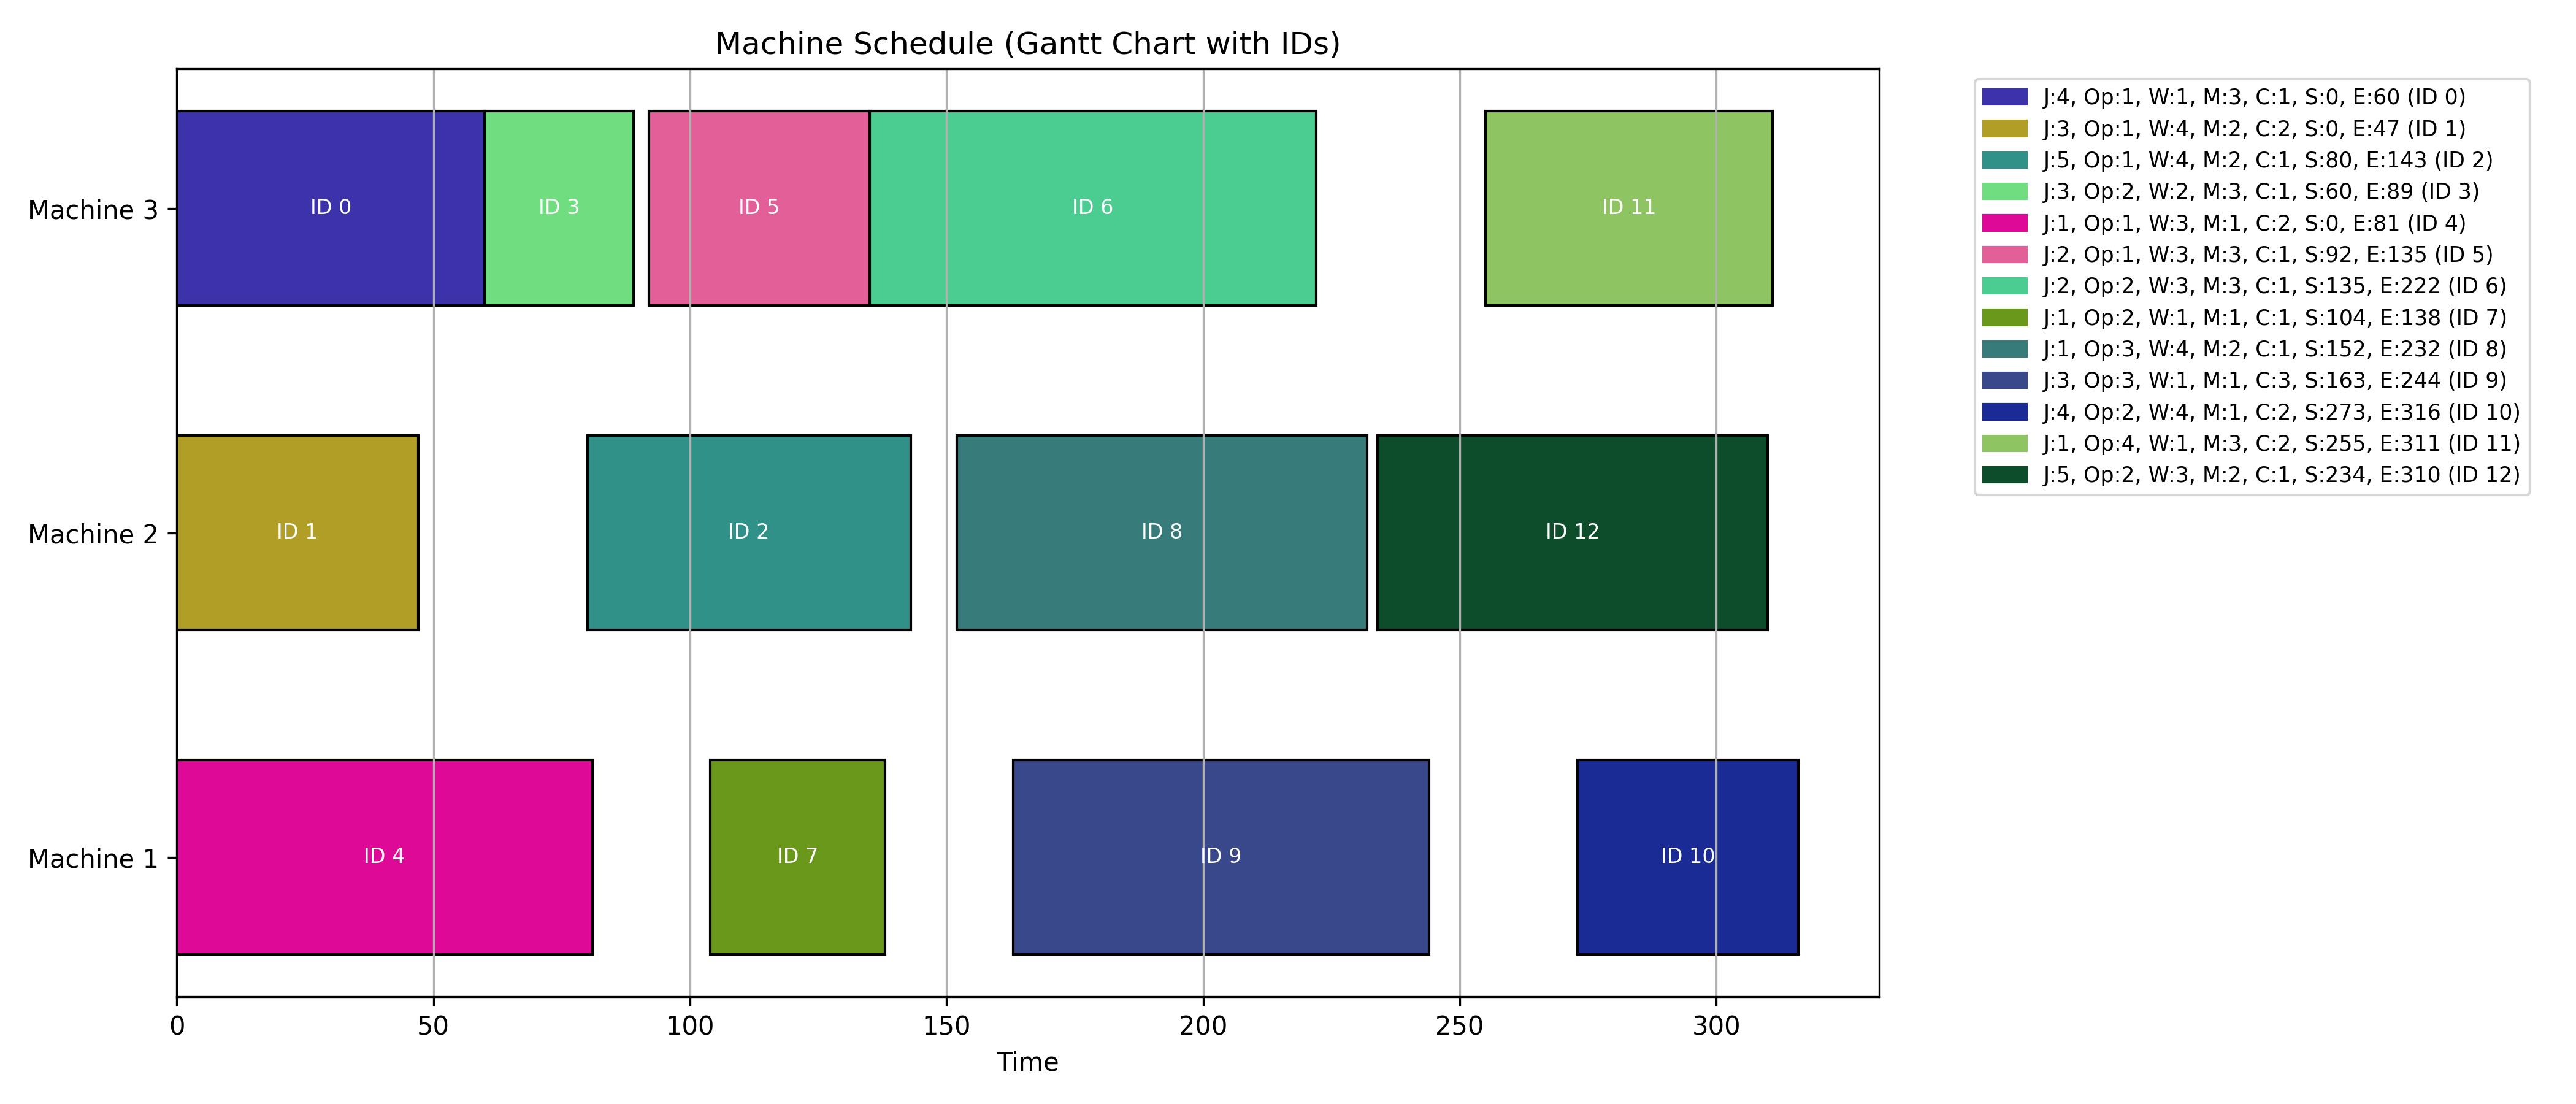 Machine Schedule (Gantt Chart with IDs)
Machine 3
ID 0
ID 3
ID 5
ID 6
ID 11
Machine 2
ID 1
ID 2
ID 8
ID 12
Machine 1
ID 4
ID 7
ID 9
ID 10
0 50 100 150 200 250 300
Time
J:4, Op:1, W:1, M:3, C:1, S:0, E:60 (ID 0)
J:3, Op:1, W:4, M:2, C:2, S:0, E:47 (ID 1)
J:5, Op:1, W:4, M:2, C:1, S:80, E:143 (ID 2)
J:3, Op:2, W:2, M:3, C:1, S:60, E:89 (ID 3)
J:1, Op:1, W:3, M:1, C:2, S:0, E:81 (ID 4)
J:2, Op:1, W:3, M:3, C:1, S:92, E:135 (ID 5)
J:2, Op:2, W:3, M:3, C:1, S:135, E:222 (ID 6)
J:1, Op:2, W:1, M:1, C:1, S:104, E:138 (ID 7)
J:1, Op:3, W:4, M:2, C:1, S:152, E:232 (ID 8)
J:3, Op:3, W:1, M:1, C:3, S:163, E:244 (ID 9)
J:4, Op:2, W:4, M:1, C:2, S:273, E:316 (ID 10)
J:1, Op:4, W:1, M:3, C:2, S:255, E:311 (ID 11)
J:5, Op:2, W:3, M:2, C:1, S:234, E:310 (ID 12)